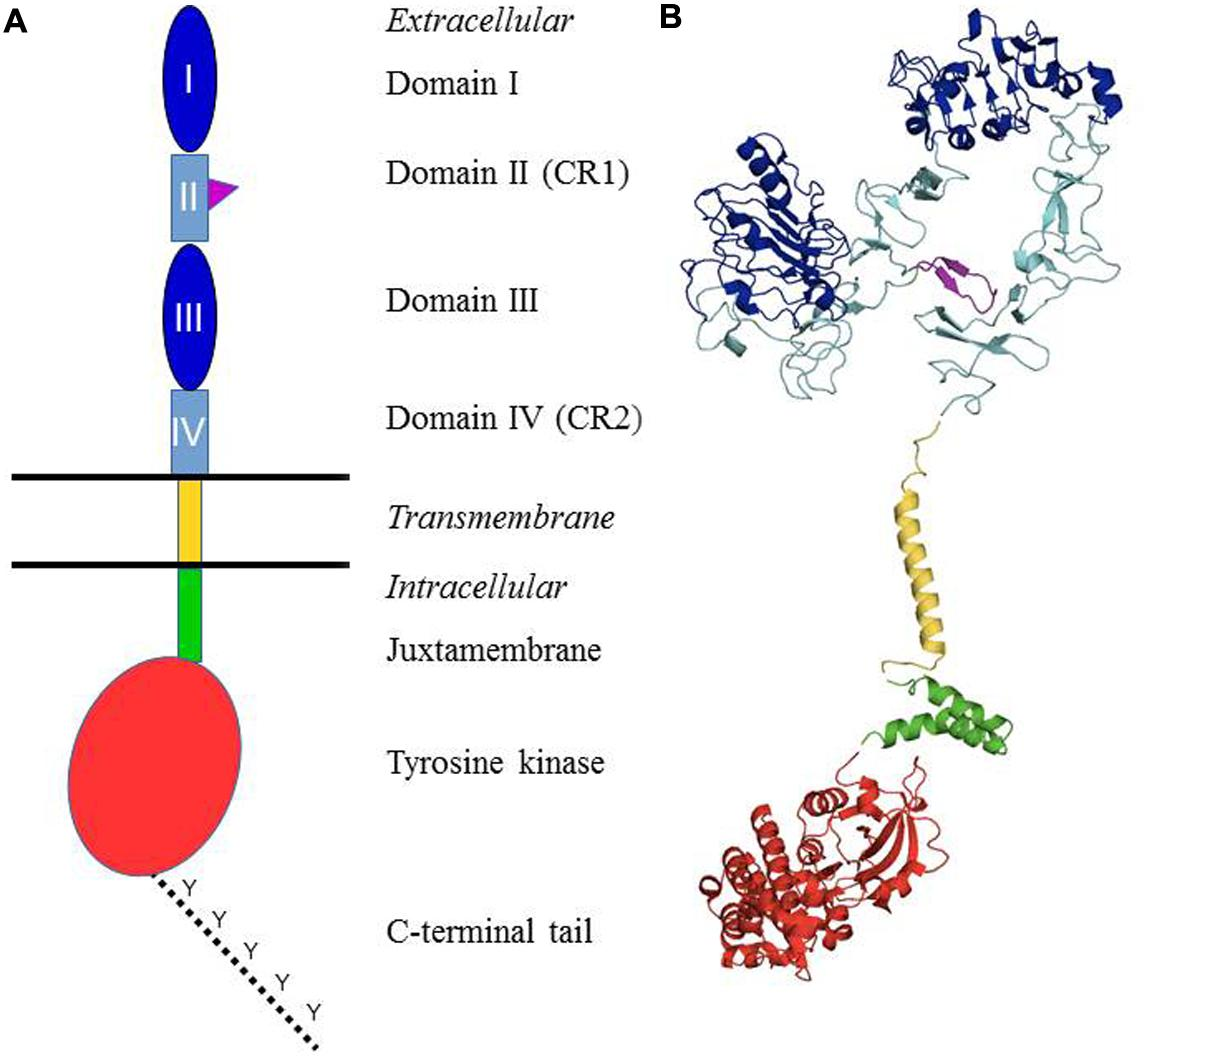 A
B
Extracellular
I
Domain I
II
Domain II (CR1)
III
Domain III
IV
Domain IV (CR2)
Transmembrane
Intracellular
Juxtamembrane
Tyrosine kinase
Y
Y
C-terminal tail
Y
Y
Y